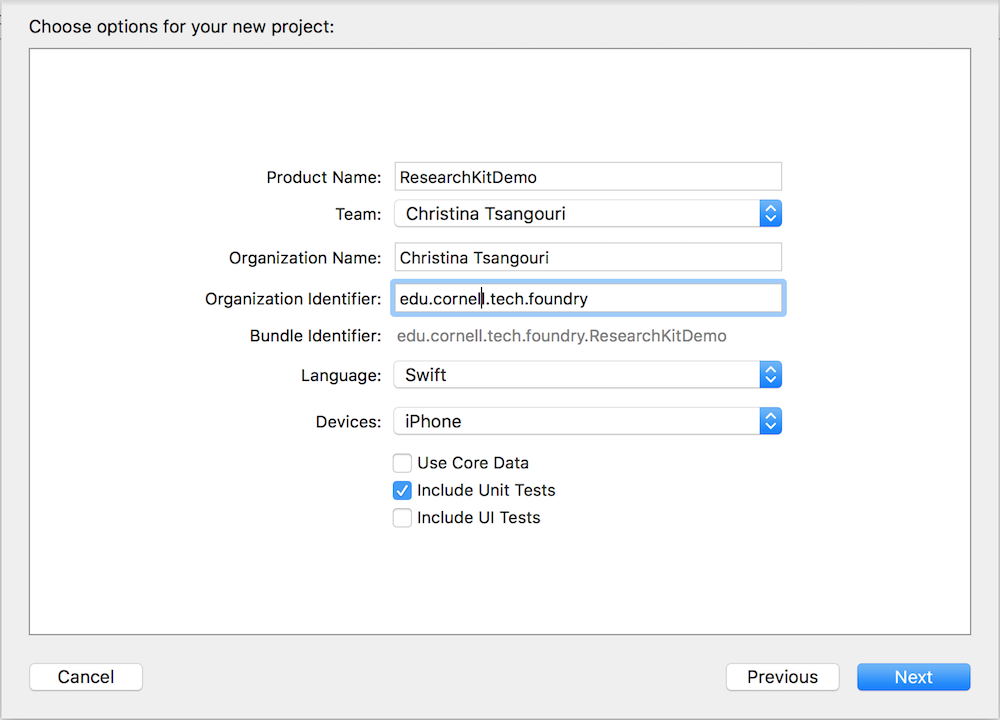 Choose options for your new project:
Product Name: ResearchKitDemo
Team: Christina Tsangouri
Organization Name: Christina Tsangouri
Organization Identifier: edu.cornell.tech.foundry
Bundle Identifier: edu.cornell.tech.foundry.ResearchKitDemo
Language: Swift
Devices: iPhone
Use Core Data
Include Unit Tests
Include UI Tests
Cancel Previous Next